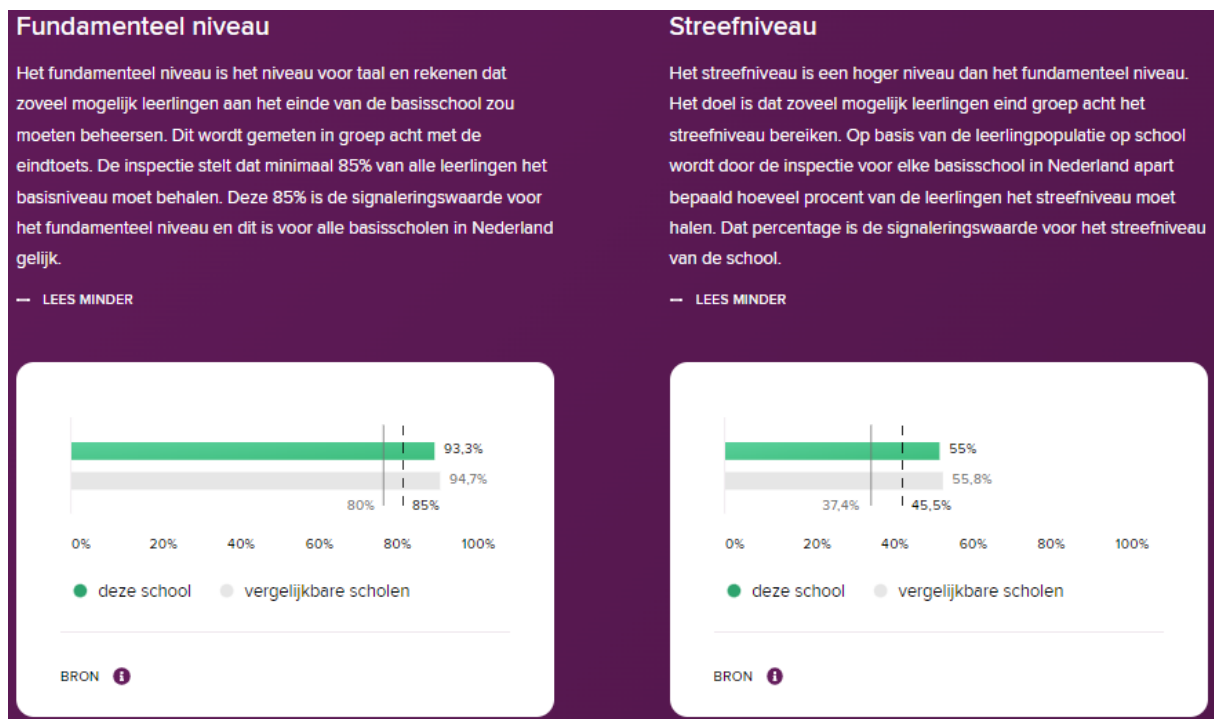 Fundamenteel niveau
Het fundamenteel niveau is het niveau voor taal en rekenen dat
zoveel mogelijk leerlingen aan het einde van de basisschool zou
moeten beheersen. Dit wordt gemeten in groep acht met de
eindtoets. De inspectie stelt dat minimaal 85% van alle leerlingen het
basisniveau moet behalen. Deze 85% is de signaleringswaarde voor
het fundamenteel niveau en dit is voor alle basisscholen in Nederland
gelijk.
— LEES MINDER
93,3%
94,7%
80% 85%
0% 20% 40% 60% 80% 100%
deze school vergelijkbare scholen
BRON i
Streefniveau
Het streefniveau is een hoger niveau dan het fundamenteel niveau.
Het doel is dat zoveel mogelijk leerlingen eind groep acht het
streefniveau bereiken. Op basis van de leerlingpopulatie op school
wordt door de inspectie voor elke basisschool in Nederland apart
bepaald hoeveel procent van de leerlingen het streefniveau moet
halen. Dat percentage is de signaleringswaarde voor het streefniveau
van de school.
— LEES MINDER
55%
55,8%
37,4% 45,5%
0% 20% 40% 60% 80% 100%
deze school vergelijkbare scholen
BRON i